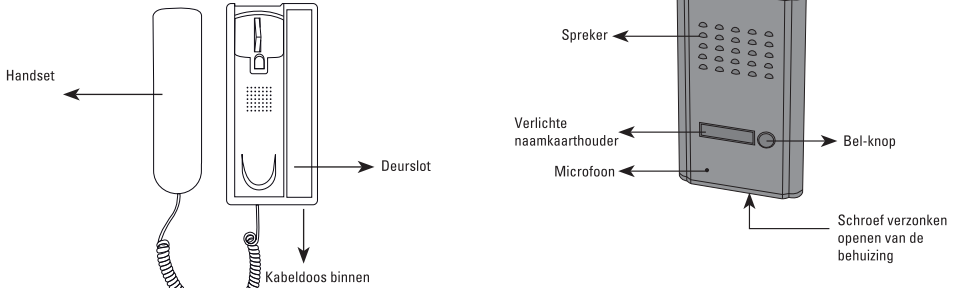 Handset
Deurslot
Kabeldoos binnen
Spreker
Verlichte
naamkaarthouder
Microfoon
Bel-knop
Schroef verzonken
openen van de
behuizing